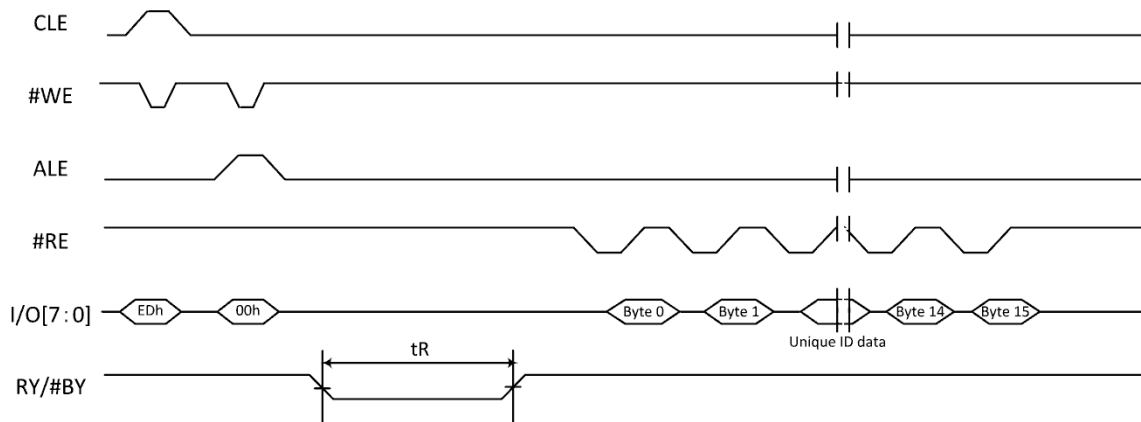 CLE
#WE
ALE
#RE
I/O[7:0] EDh 00h Byte 0 Byte 1 Byte 14 Byte 15
Unique ID data
tR
RY/#BY